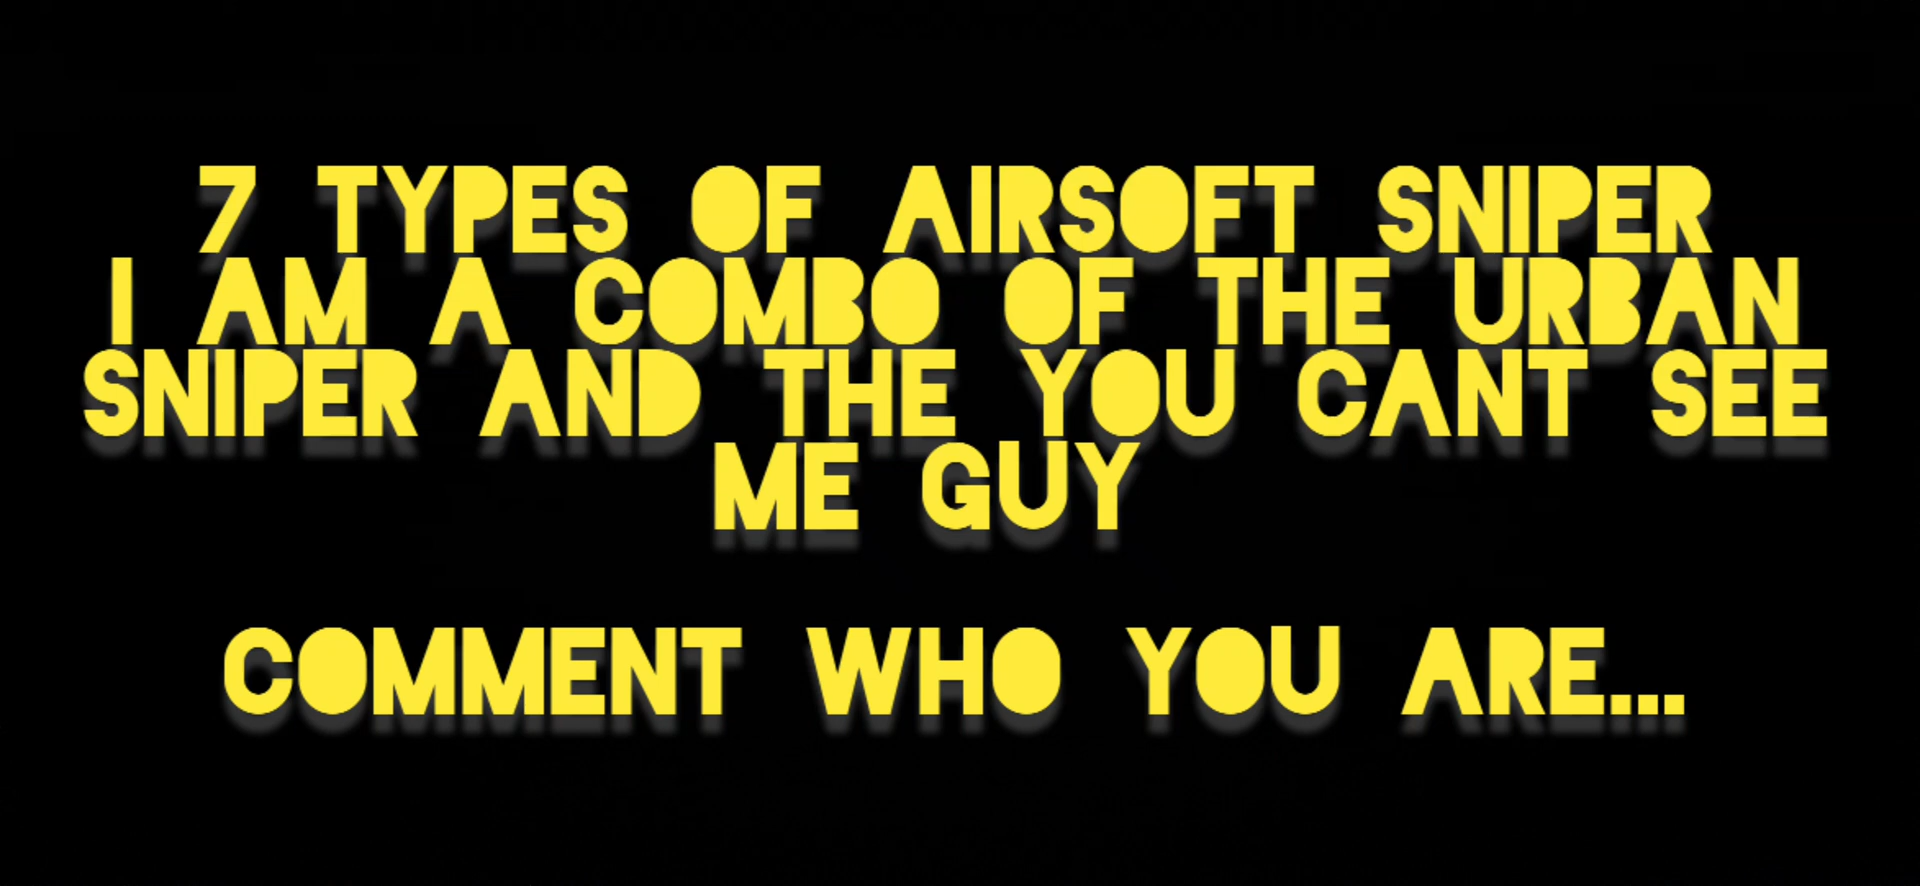 7 TYPES OF AIRSOFT SNIPER
I AM A COMBO OF THE URBAN
SNIPER AND THE YOU CANT SEE
ME GUY
COMMENT WHO YOU ARE...